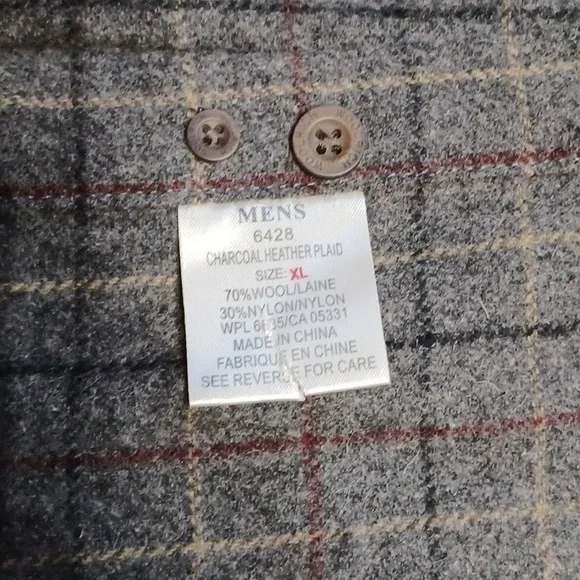 MENS
6428
CHARCOAL HEATHER PLAID
SIZE: XL
70%WOOL/LAINE
30%NYLON/NYLON
WPL 6635/CA 05331
MADE IN CHINA
FABRIQUE EN CHINE
SEE REVERSE FOR CARE